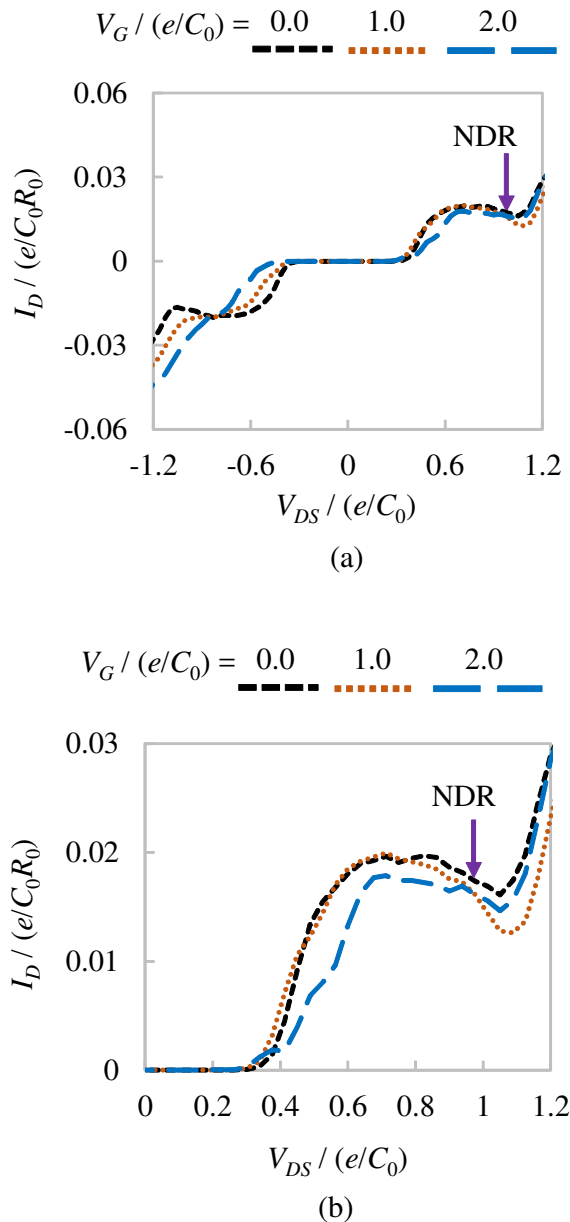 V_G / (e/C_0) = 0.0 1.0 2.0
0.06
0.03
0
-0.03
-0.06
I_D / (e/C_0R_0)
NDR
-1.2 -0.6 0 0.6 1.2
V_DS / (e/C_0)
(a)
V_G / (e/C_0) = 0.0 1.0 2.0
0.03
0.02
0.01
0
I_D / (e/C_0R_0)
NDR
0 0.2 0.4 0.6 0.8 1 1.2
V_DS / (e/C_0)
(b)